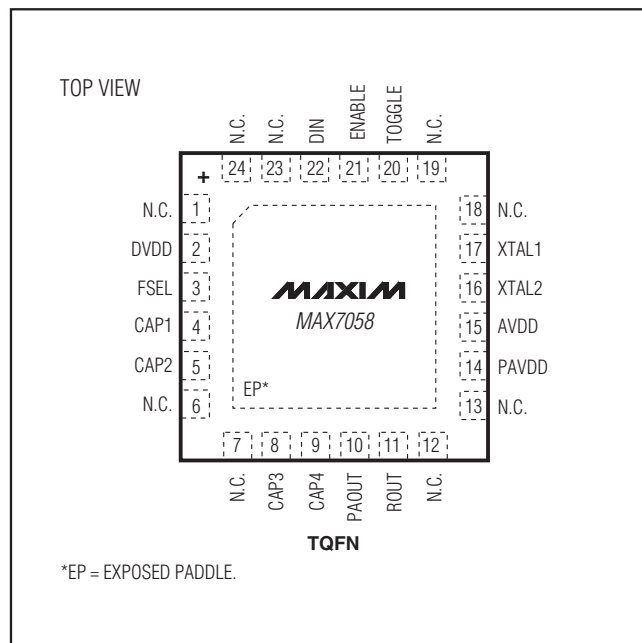 TOP VIEW
N.C.
N.C.
DIN
ENABLE
TOGGLE
N.C.
+
24
23
22
21
20
19
N.C. 1
DVDD 2
FSEL 3
CAP1 4
CAP2 5
N.C. 6
18 N.C.
17 XTAL1
16 XTAL2
15 AVDD
14 PAVDD
13 N.C.
MAXIM
MAX7058
EP*
7
8
9
10
11
12
N.C.
CAP3
CAP4
PAOUT
ROUT
N.C.
TQFN
*EP = EXPOSED PADDLE.